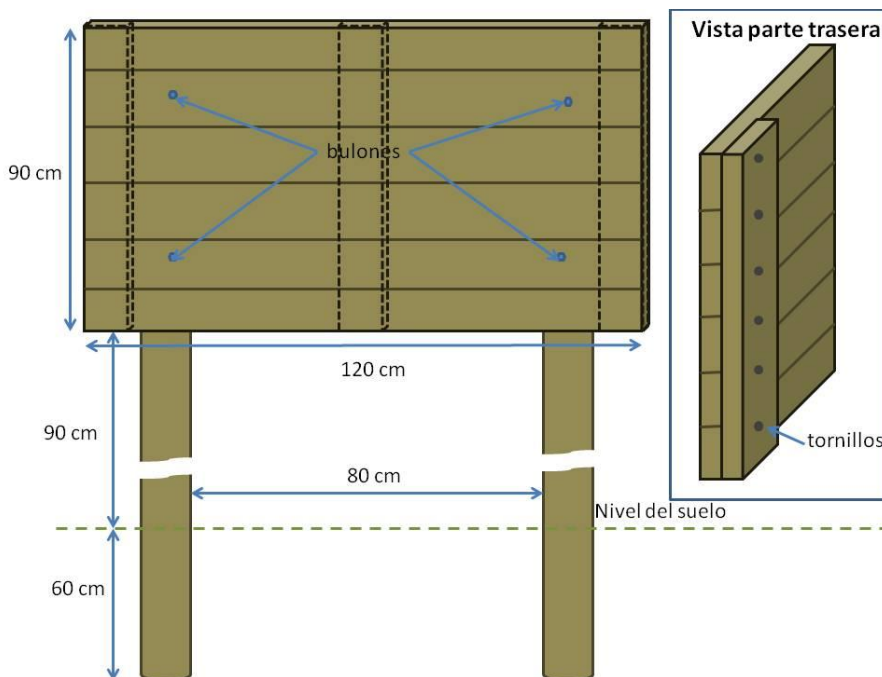 Vista parte trasera
bulones
90 cm
120 cm
90 cm
80 cm
tornillos
Nivel del suelo
60 cm